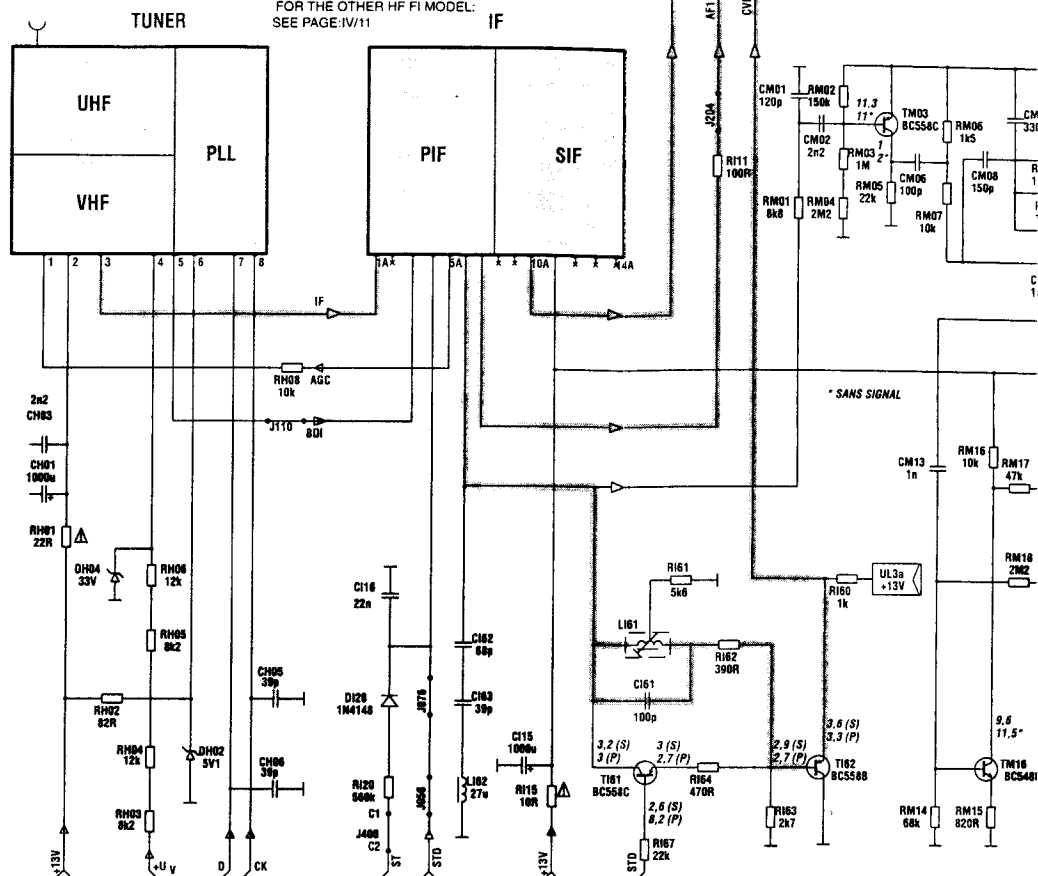 FOR THE OTHER HF FI MODEL:
SEE PAGE:IV/11
TUNER
IF
UHF
VHF
PLL
PIF
SIF
1 2 3 4 5 6 7 8
1A* 5A * * 10A * * *14A
AF1
J204
RI11
100R
CM01
120p
RM02
150k
CM02
2n2
11,3
11*
TM03
BC558C
1
2*
RM03
1M
RM04
2M2
RM01
RM05
22k
CM06
100p
RM06
1k5
RM07
10k
CM08
150p
IF
RH08
10k
AGC
J110
BDI
* SANS SIGNAL
2n2
CH03
CH01
1000u
RH01
22R
DH04
33V
RH06
12k
RH05
8k2
RH02
82R
RH04
12k
RH03
8k2
DH02
5V1
CH05
39p
CH06
39p
CI16
22n
DI26
1N4148
RI20
560k
C1
J400
C2
J076
J056
CI62
68p
CI63
39p
LI62
27u
CI15
1000u
RI15
10R
RI61
5k6
LI61
RI62
390R
CI61
100p
RI60
1k
UL3a
+13V
3,2 (S)
3 (P)
TI61
BC558C
3 (S)
2,7 (P)
RI64
470R
2,6 (S)
8,2 (P)
RI67
22k
2,9 (S)
2,7 (P)
3,6 (S)
3,3 (P)
TI62
BC558B
RI63
2k7
CM13
1n
RM16
10k
RM17
47k
RM18
2M2
9,6
11,5*
TM16
RM14
68k
RM15
820R
+13V
+U V
D
CK
ST
STD
+13V
STD